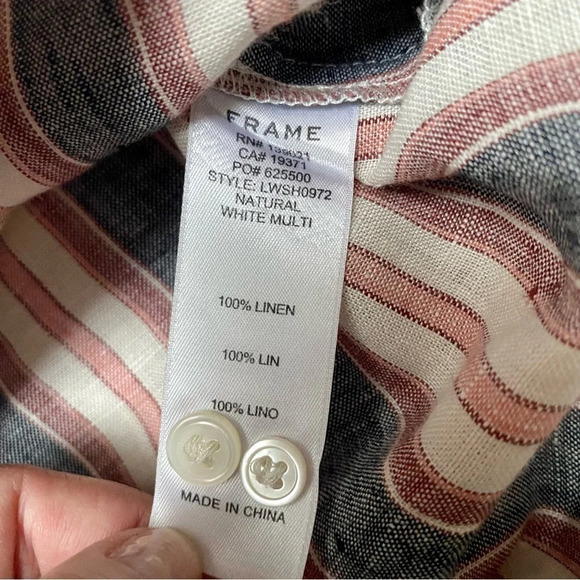 FRAME
RN# 139021
CA# 19371
PO# 625500
STYLE: LWSH0972
NATURAL
WHITE MULTI
100% LINEN
100% LIN
100% LINO
MADE IN CHINA